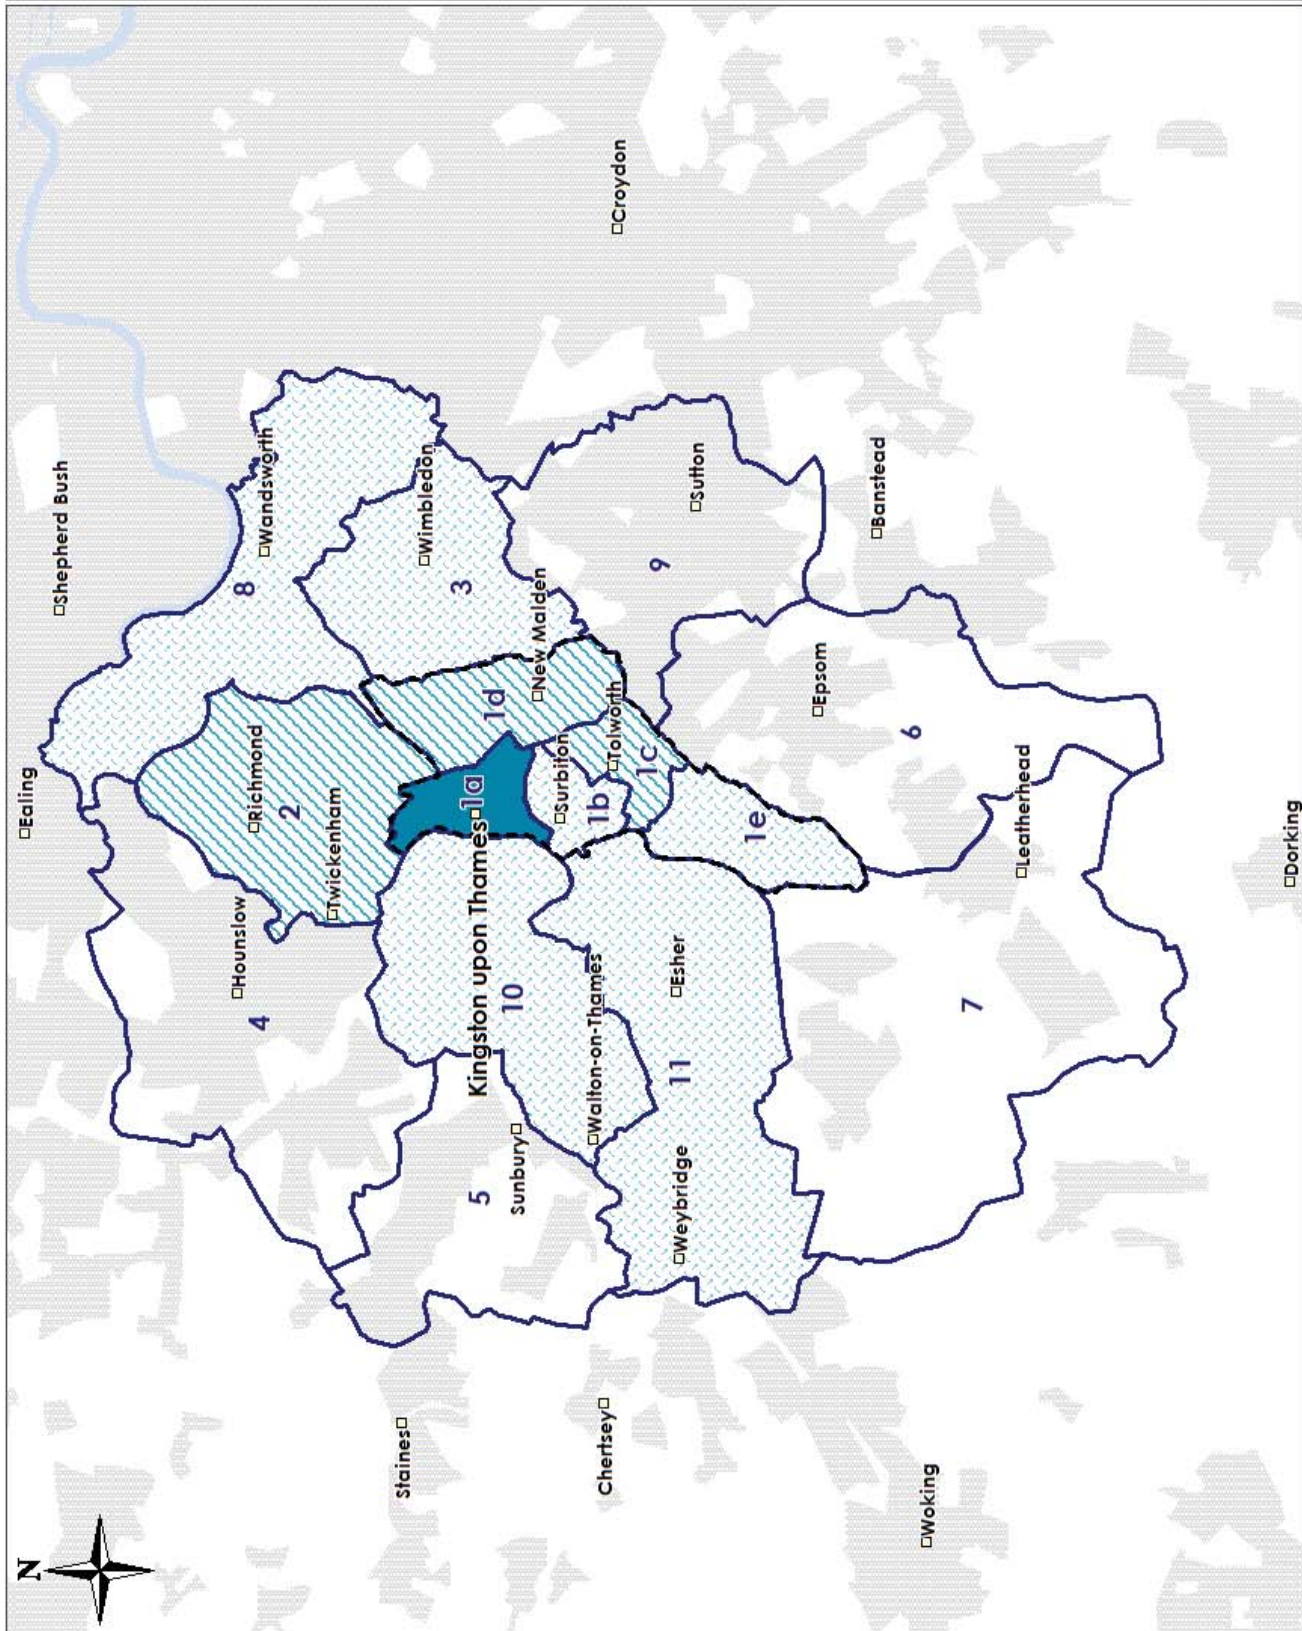 N
Ealing
Shepherd Bush
Hounslow
4
Richmond
2
Twickenham
8
Wandsworth
Wimbledon
3
Staines
5
Sunbury
Kingston upon Thames
1a
10
1d
New Malden
Surbiton
1b
Tolworth
1c
Croydon
Chertsey
Walton-on-Thames
Esher
11
Weybridge
1e
9
Sutton
Banstead
Epsom
6
Leatherhead
7
Woking
Dorking